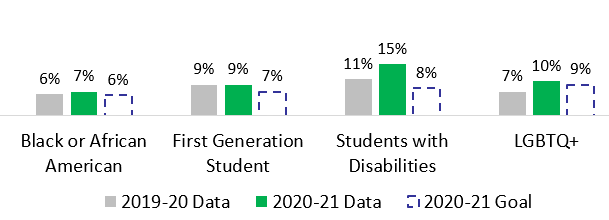 6% 7% 6%
9% 9% 7%
11% 15% 8%
7% 10% 9%
Black or African
American
First Generation
Student
Students with
Disabilities
LGBTQ+
2019-20 Data 2020-21 Data 2020-21 Goal